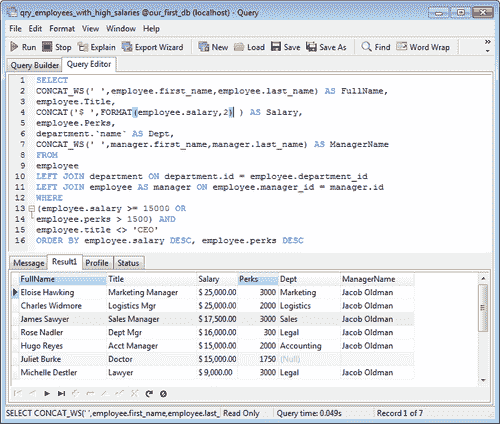 qry_employees_with_high_salaries @our_first_db (localhost) - Query
File Edit Format View Window Help
Run Stop Explain Export Wizard New Load Save Save As Find Word Wrap
Query Builder Query Editor
1 SELECT
2 CONCAT_WS(' ',employee.first_name,employee.last_name) AS FullName,
3 employee.Title,
4 CONCAT('$ ',FORMAT(employee.salary,2) ) AS Salary,
5 employee.Perks,
6 department.`name` AS Dept,
7 CONCAT_WS(' ',manager.first_name,manager.last_name) AS ManagerName
8 FROM
9 employee
10 LEFT JOIN department ON department.id = employee.department_id
11 LEFT JOIN employee AS manager ON employee.manager_id = manager.id
12 WHERE
13 (employee.salary >= 15000 OR
14 employee.perks > 1500) AND
15 employee.title <> 'CEO'
16 ORDER BY employee.salary DESC, employee.perks DESC
Message Result1 Profile Status
FullName Title Salary Perks Dept ManagerName
Eloise Hawking Marketing Manager $ 25,000.00 3000 Marketing Jacob Oldman
Charles Widmore Logistics Mgr $ 25,000.00 2000 Logistics Jacob Oldman
James Sawyer Sales Manager $ 17,500.00 3000 Sales Jacob Oldman
Rose Nadler Dept Mgr $ 16,000.00 300 Legal Jacob Oldman
Hugo Reyes Acct Manager $ 15,000.00 2000 Accounting Jacob Oldman
Juliet Burke Doctor $ 15,000.00 1750 (Null)
Michelle Destler Lawyer $ 9,000.00 3000 Legal Jacob Oldman
SELECT CONCAT_WS(' ',employee.first_name,employee.last_ Read Only Query time: 0.049s Record 1 of 7